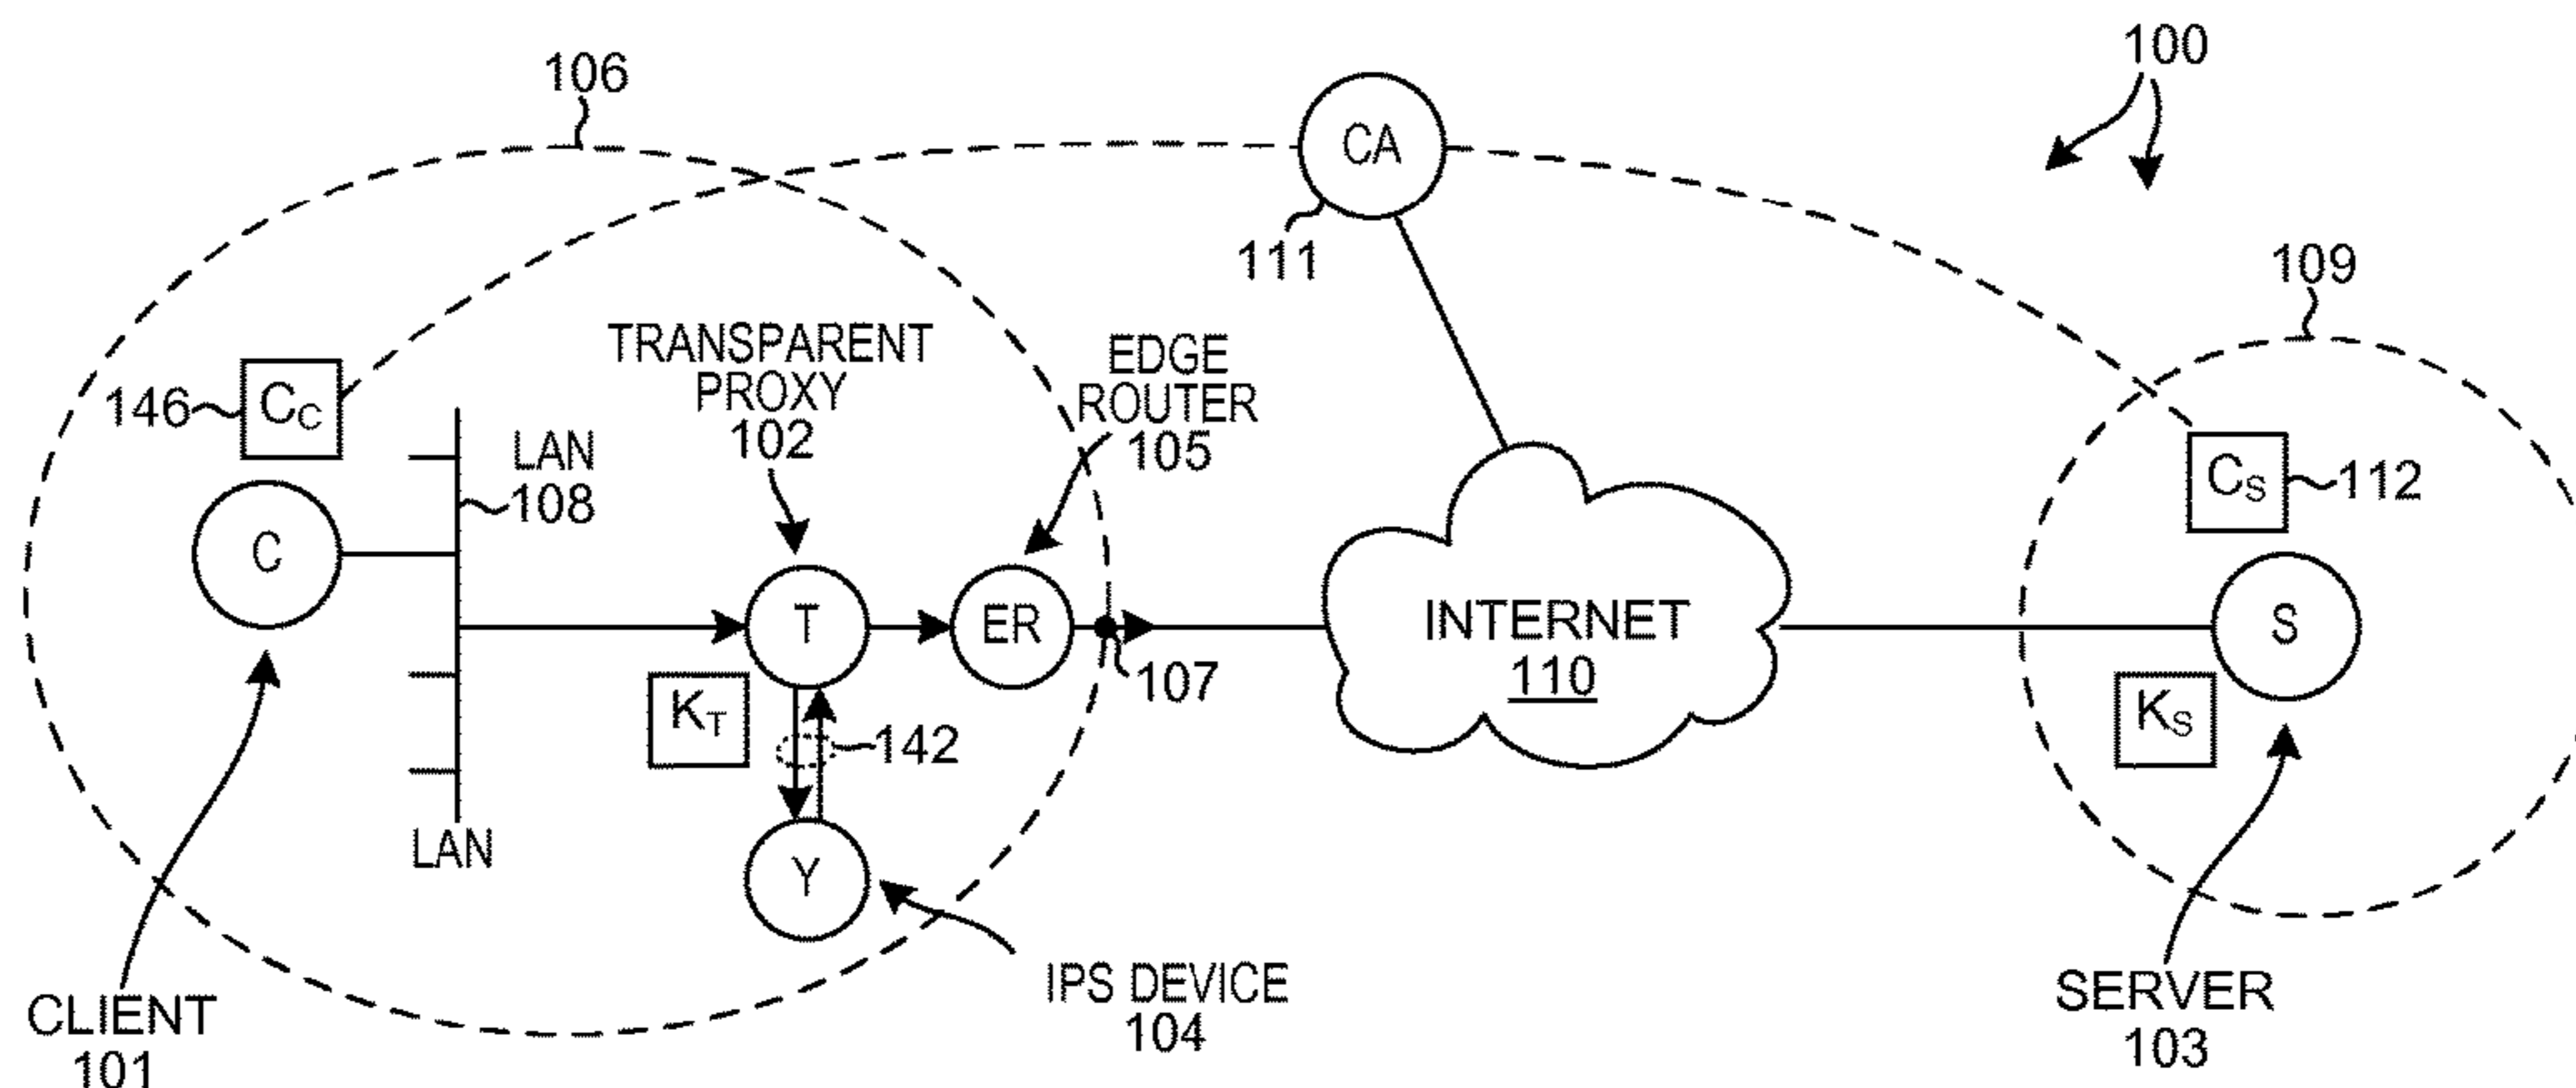 100
106
CA
111
109
TRANSPARENT
PROXY
102
EDGE
ROUTER
105
146
CC
LAN
108
CS
112
C
T
ER
INTERNET
110
S
107
KT
KS
142
LAN
Y
IPS DEVICE
104
CLIENT
101
SERVER
103